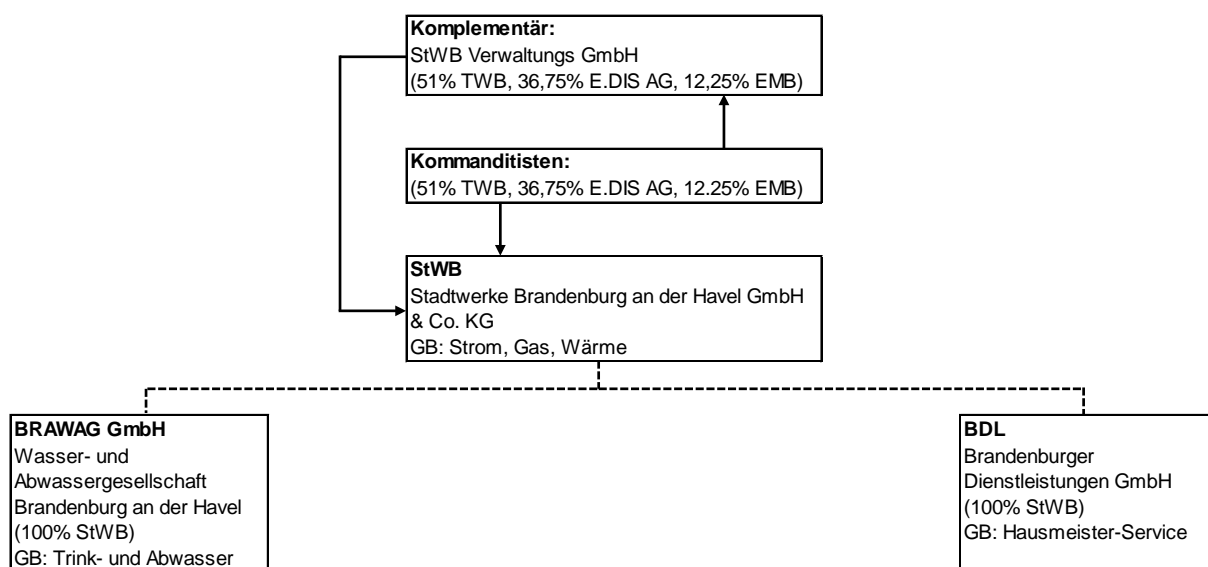 Komplementär:
StWB Verwaltungs GmbH
(51% TWB, 36,75% E.DIS AG, 12,25% EMB)
Kommanditisten:
(51% TWB, 36,75% E.DIS AG, 12.25% EMB)
StWB
Stadtwerke Brandenburg an der Havel GmbH
& Co. KG
GB: Strom, Gas, Wärme
BRAWAG GmbH
Wasser- und
Abwassergesellschaft
Brandenburg an der Havel
(100% StWB)
GB: Trink- und Abwasser
BDL
Brandenburger
Dienstleistungen GmbH
(100% StWB)
GB: Hausmeister-Service